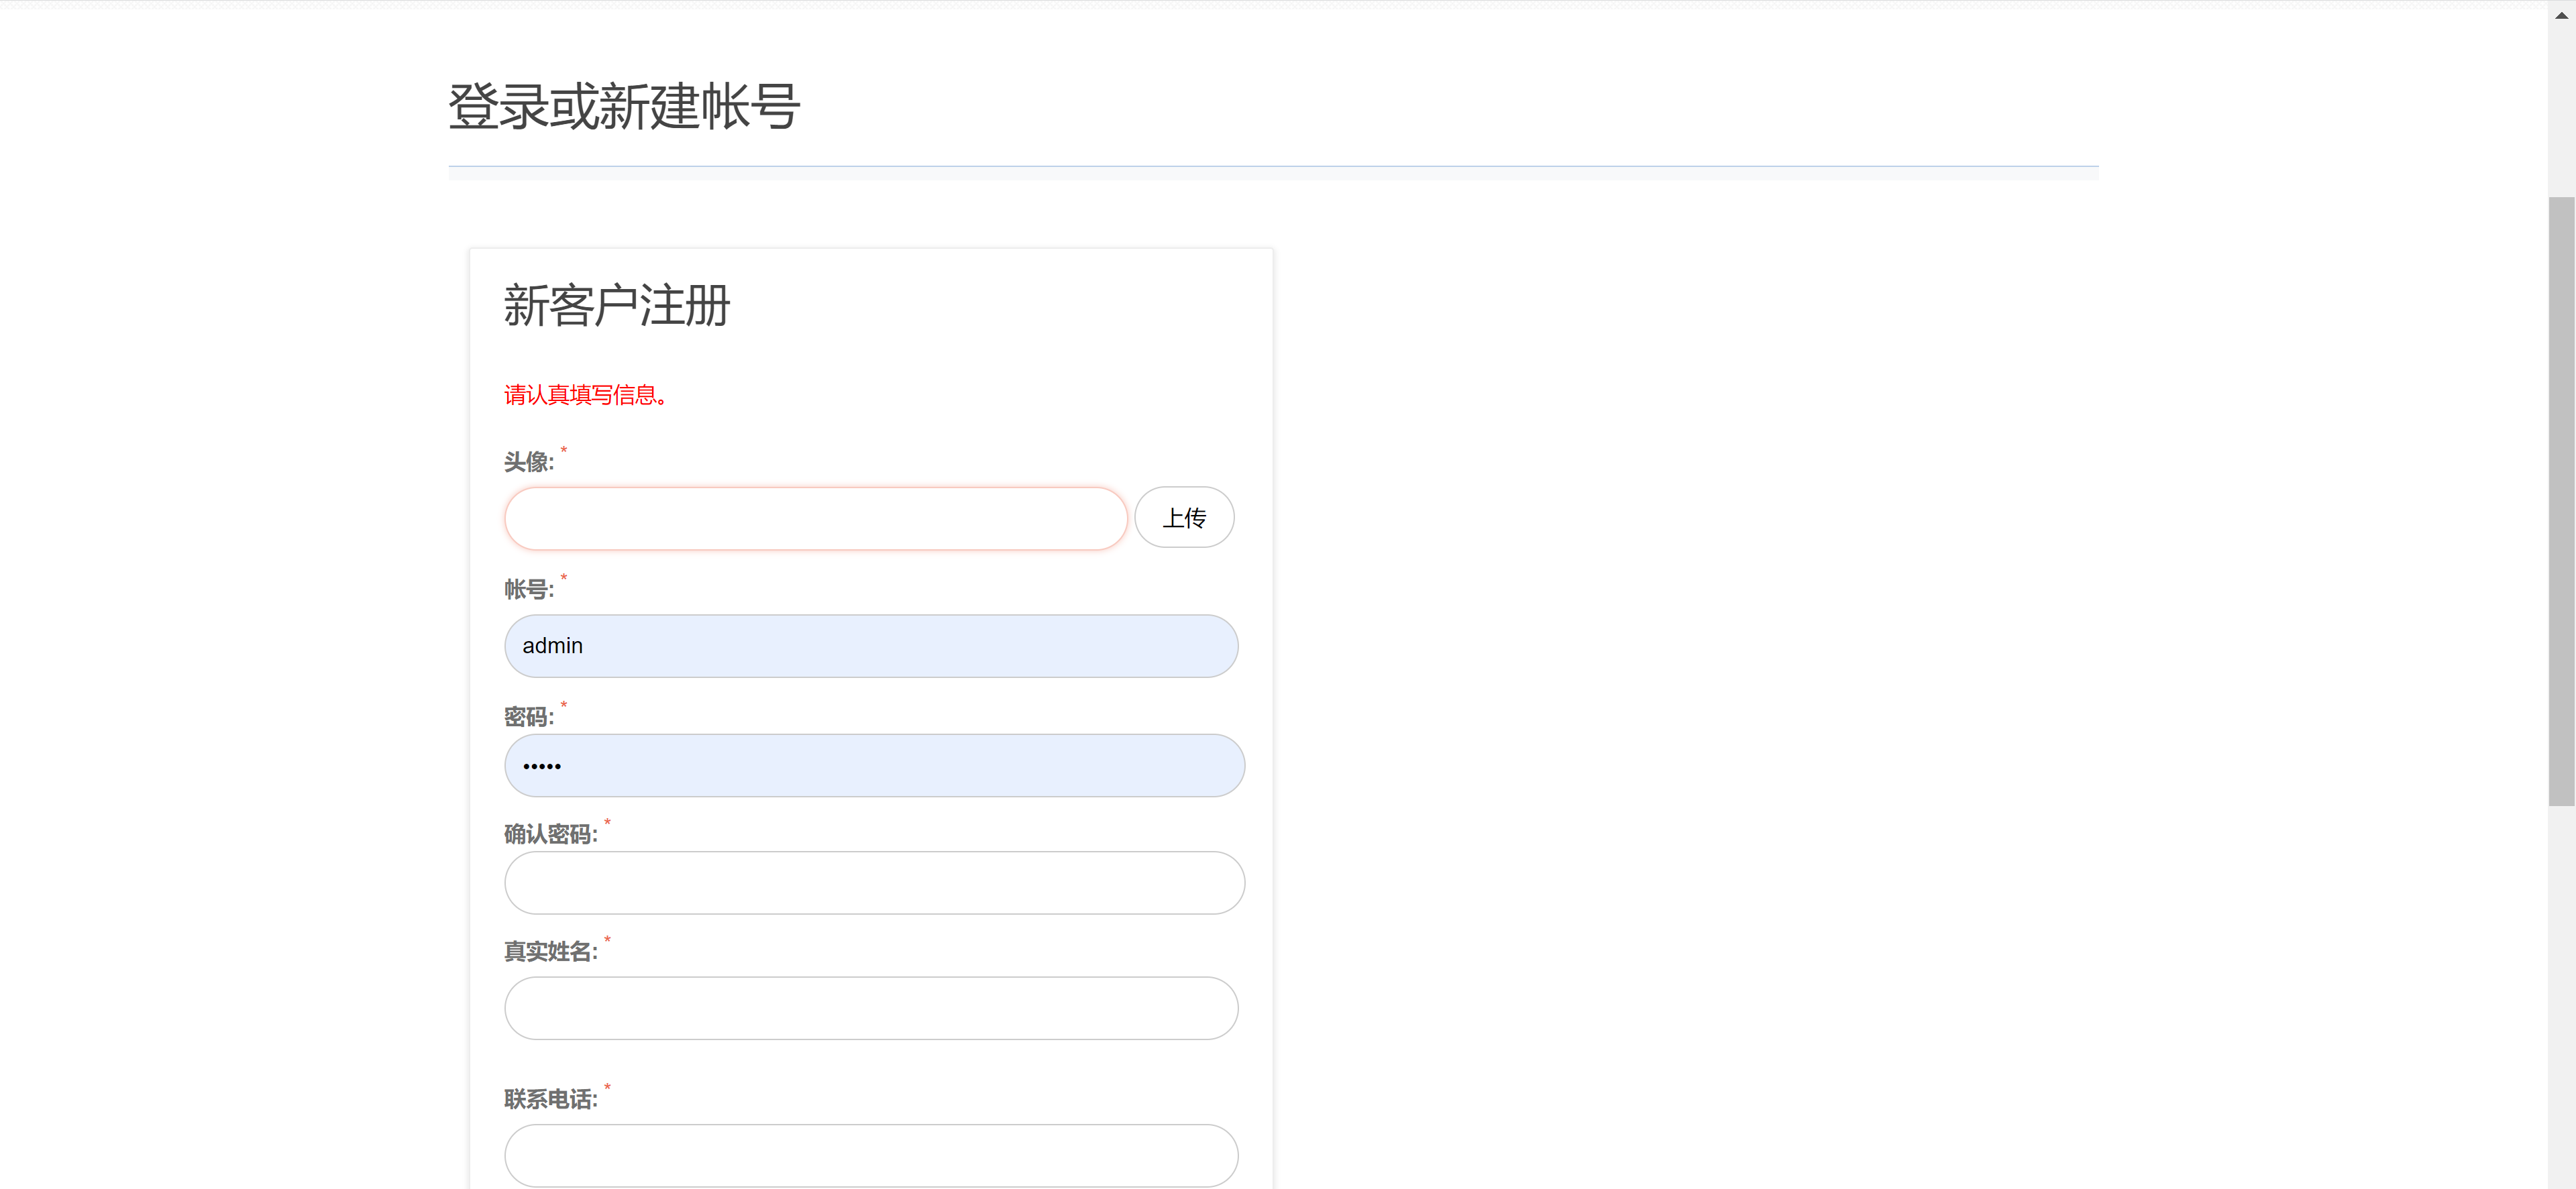 登录或新建帐号
新客户注册
请认真填写信息。
头像: *
上传
帐号: *
admin
密码: *
•••••
确认密码: *
真实姓名: *
联系电话: *